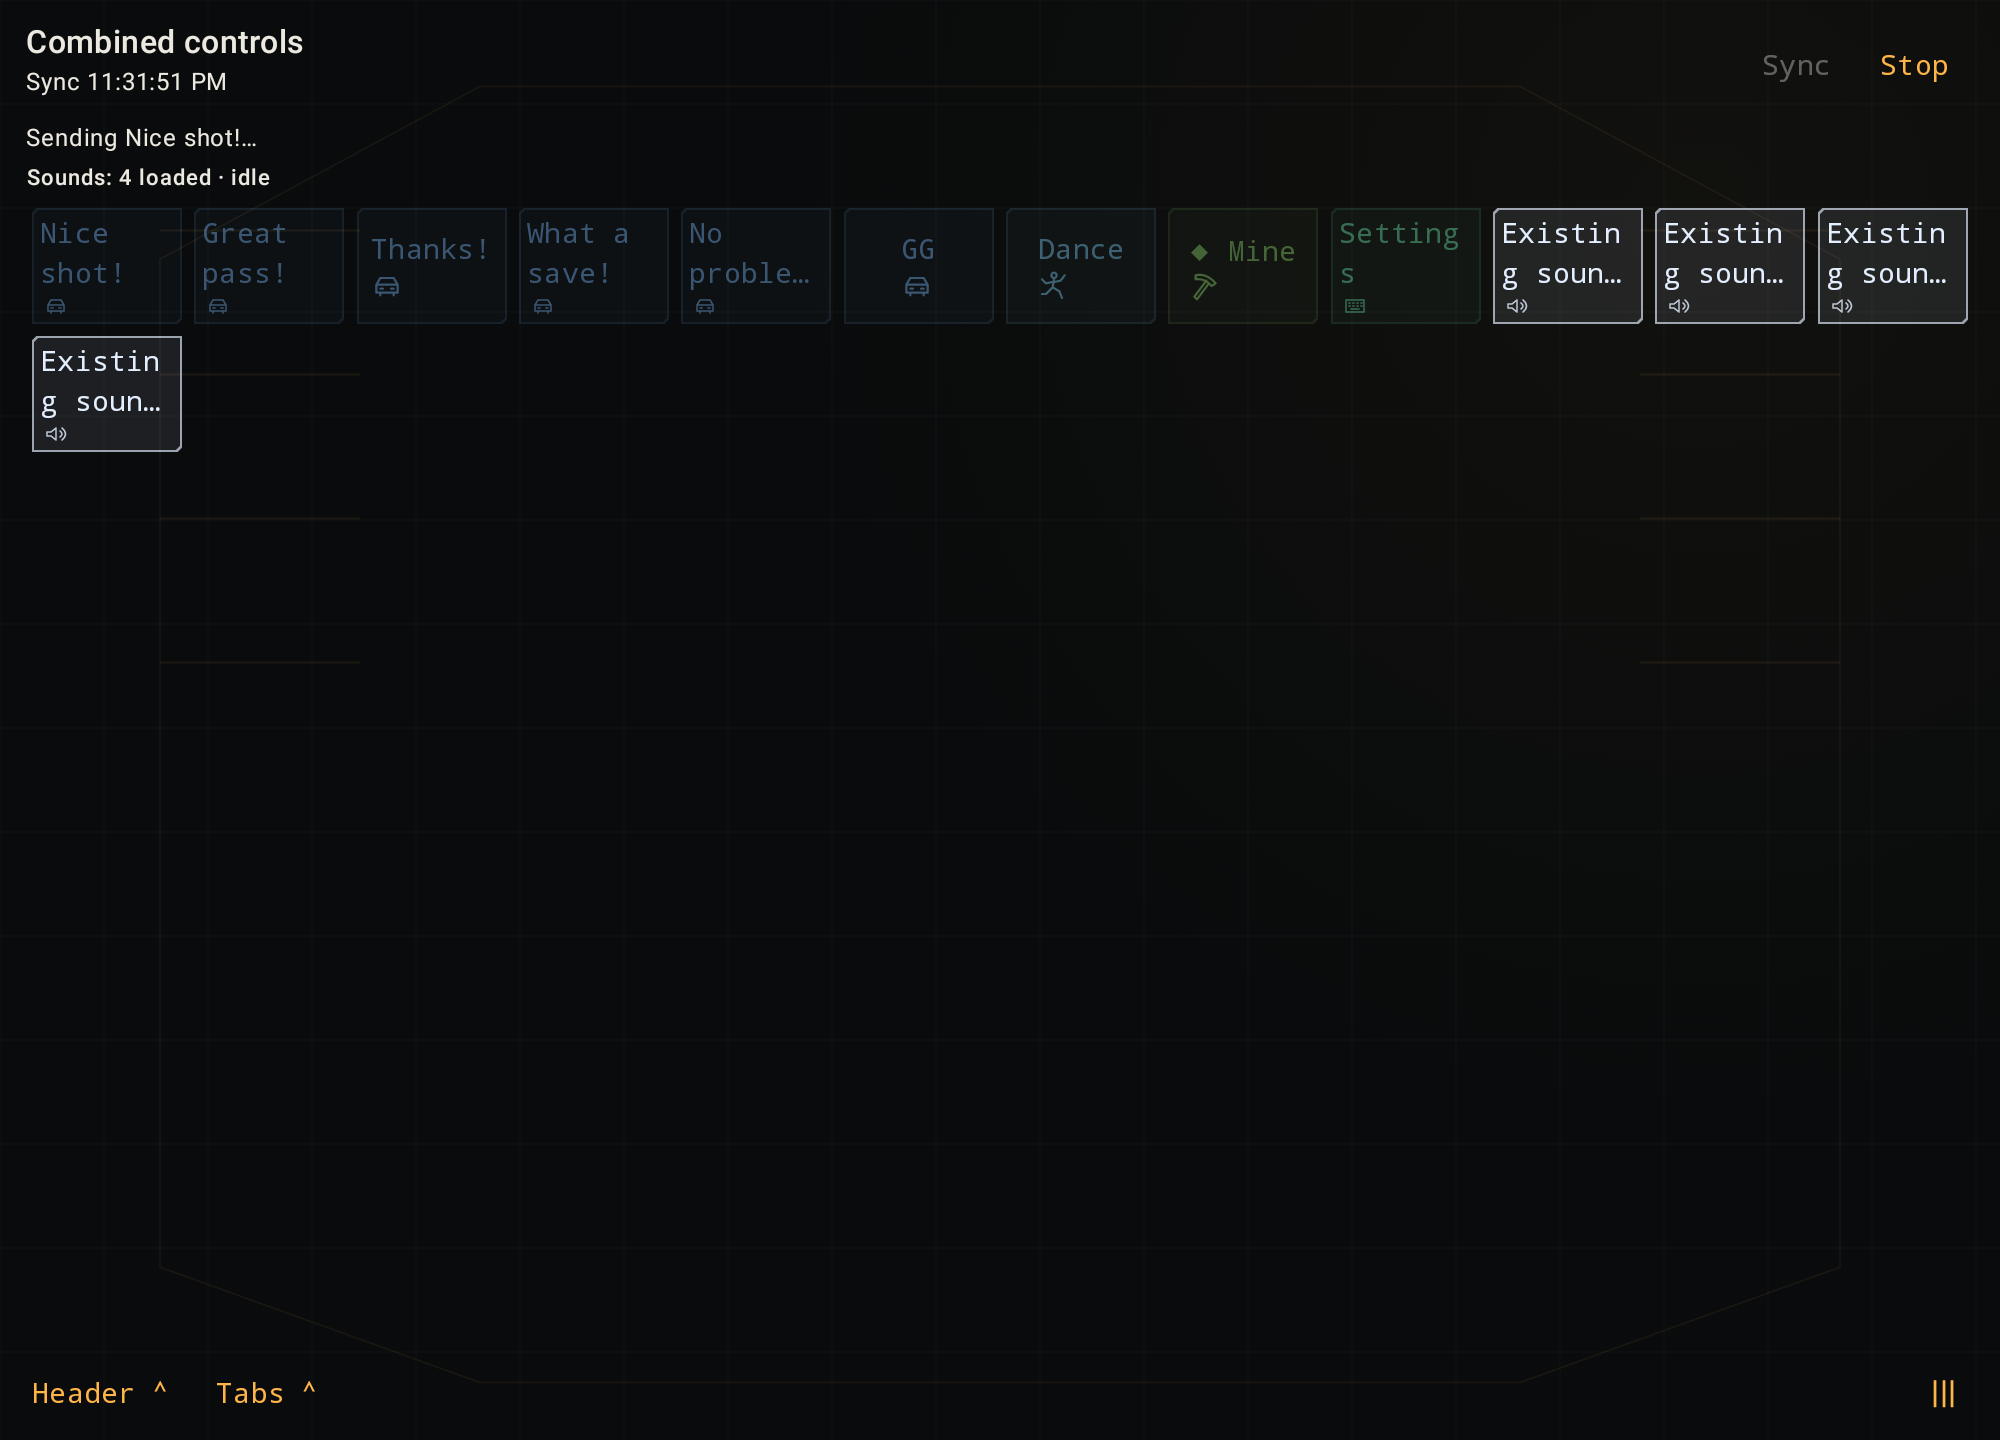 Combined controls
Sync 11:31:51 PM
Sync Stop
Sending Nice shot!…
Sounds: 4 loaded · idle
Nice
shot!
Great
pass!
Thanks!
What a
save!
No
proble…
GG
Dance
◆ Mine
Setting
s
Existin
g soun…
Existin
g soun…
Existin
g soun…
Existin
g soun…
Header ^ Tabs ^